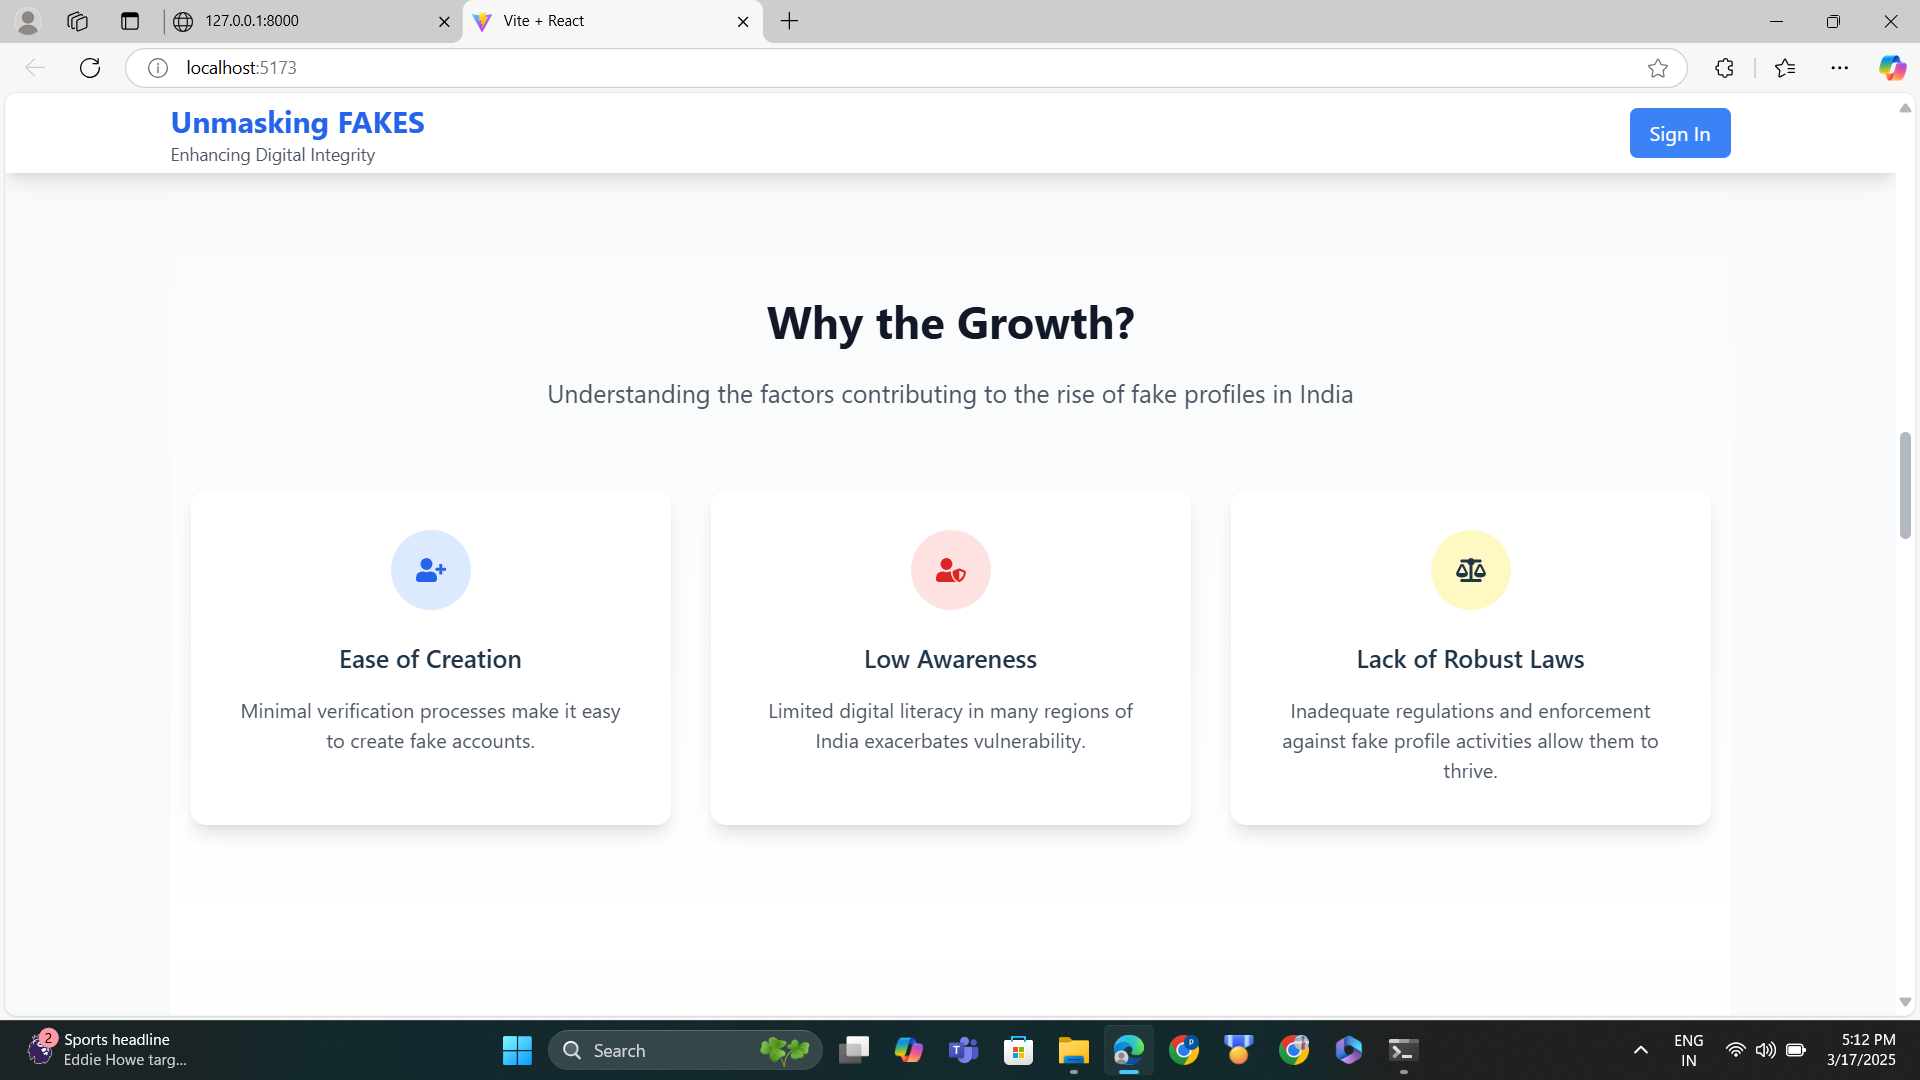 127.0.0.1:8000
Vite + React
localhost:5173
Unmasking FAKES
Enhancing Digital Integrity
Sign In
Why the Growth?
Understanding the factors contributing to the rise of fake profiles in India
Ease of Creation
Minimal verification processes make it easy
to create fake accounts.
Low Awareness
Limited digital literacy in many regions of
India exacerbates vulnerability.
Lack of Robust Laws
Inadequate regulations and enforcement
against fake profile activities allow them to
thrive.
2
Sports headline
Eddie Howe targ...
Search
ENG
IN
5:12 PM
3/17/2025